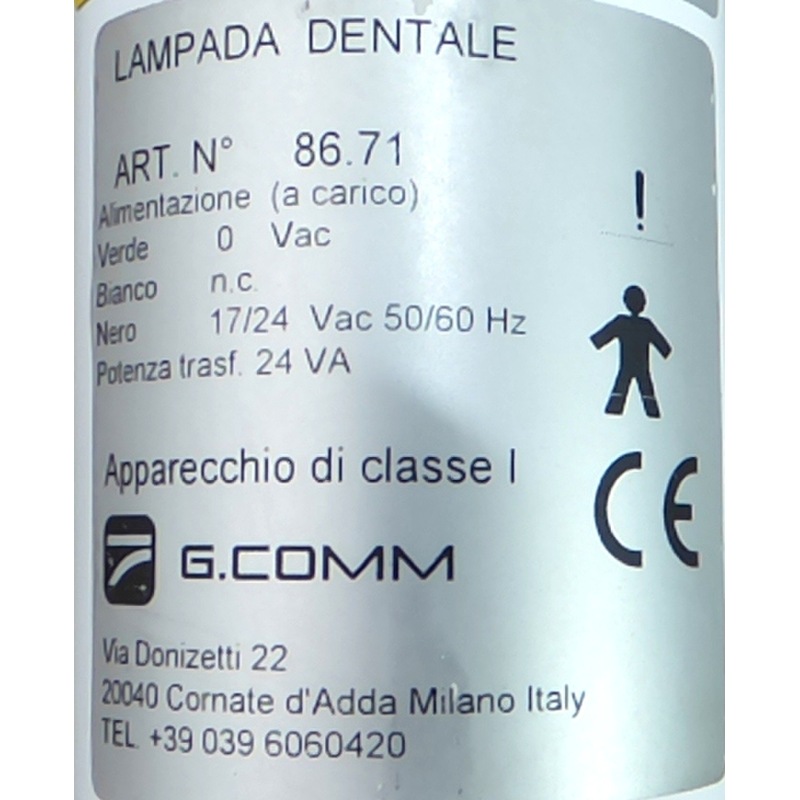 LAMPADA DENTALE
ART. N° 86.71
Alimentazione (a carico)
Verde 0 Vac
Bianco n.c.
Nero 17/24 Vac 50/60 Hz
Potenza trasf. 24 VA
!
Apparecchio di classe I
CE
G.COMM
Via Donizetti 22
20040 Cornate d'Adda Milano Italy
TEL. +39 039 6060420